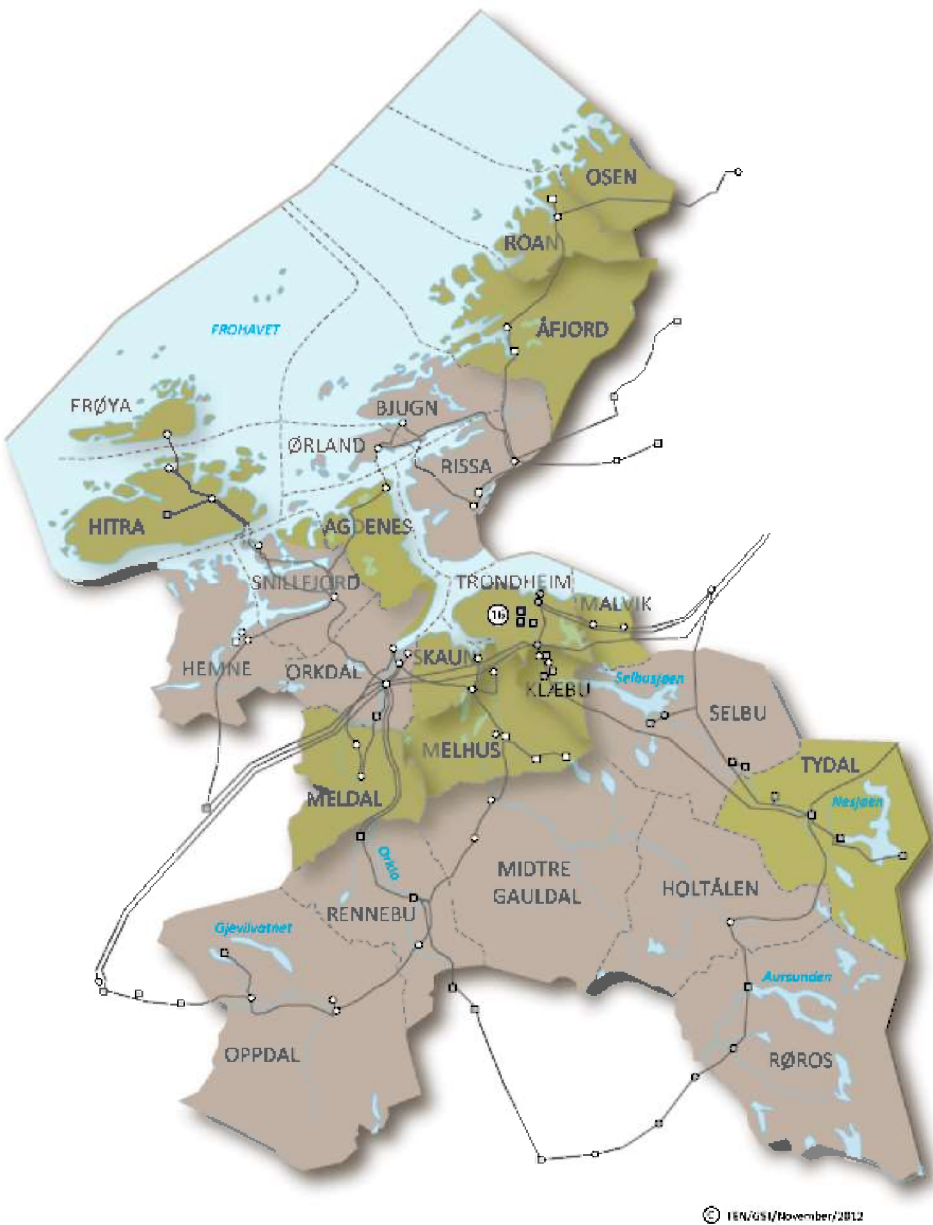 OSEN
ROAN
ÅFJORD
FROHAVET
FRØYA
BJUGN
ØRLAND
RISSA
HITRA
AGDENES
SNILLFJORD
TRONDHEIM
MALVIK
16
HEMNE
ORKDAL
SKAUN
KLÆBU
Selbusjøen
SELBU
MELHUS
TYDAL
MELDAL
Nesjøen
Orkla
MIDTRE
GAULDAL
HOLTÅLEN
RENNEBU
Gjevilvatnet
Aursunden
OPPDAL
RØROS
© TEN/GSI/November/2012